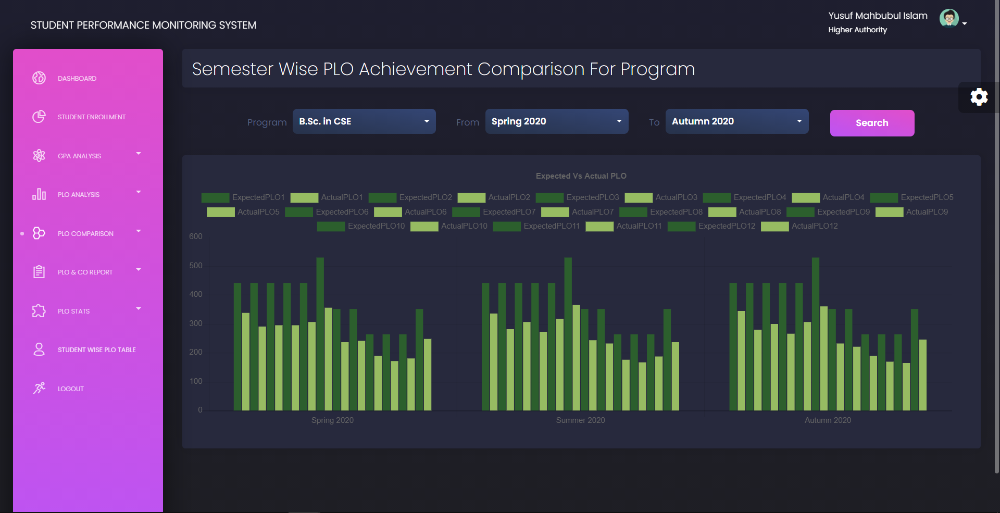 STUDENT PERFORMANCE MONITORING SYSTEM
Yusuf Mahbubul Islam
Higher Authority
DASHBOARD
STUDENT ENROLLMENT
GPA ANALYSIS
PLO ANALYSIS
PLO COMPARISON
PLO & CO REPORT
PLO STATS
STUDENT WISE PLO TABLE
LOGOUT
Semester Wise PLO Achievement Comparison For Program
Program B.Sc. in CSE From Spring 2020 To Autumn 2020 Search
Expected Vs Actual PLO
ExpectedPLO1 ActualPLO1 ExpectedPLO2 ActualPLO2 ExpectedPLO3 ActualPLO3 ExpectedPLO4 ActualPLO4 ExpectedPLO5
ActualPLO5 ExpectedPLO6 ActualPLO6 ExpectedPLO7 ActualPLO7 ExpectedPLO8 ActualPLO8 ExpectedPLO9 ActualPLO9
ExpectedPLO10 ActualPLO10 ExpectedPLO11 ActualPLO11 ExpectedPLO12 ActualPLO12
600
500
400
300
200
100
0
Spring 2020 Summer 2020 Autumn 2020